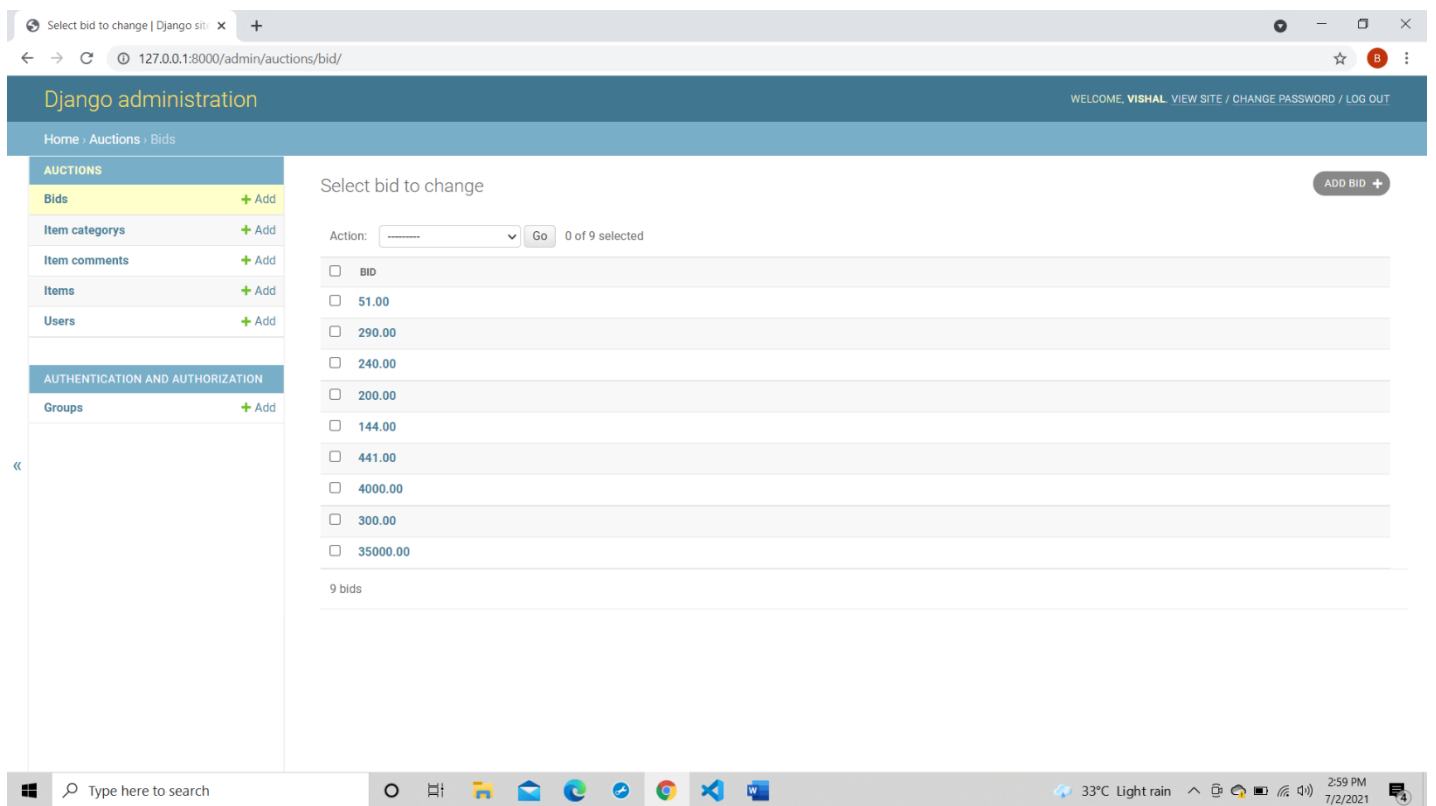 Select bid to change | Django site
127.0.0.1:8000/admin/auctions/bid/
B
Django administration
WELCOME, VISHAL. VIEW SITE / CHANGE PASSWORD / LOG OUT
Home › Auctions › Bids
AUCTIONS
Bids + Add
Item categorys + Add
Item comments + Add
Items + Add
Users + Add
AUTHENTICATION AND AUTHORIZATION
Groups + Add
«
Select bid to change
ADD BID +
Action: --------- Go 0 of 9 selected
BID
51.00
290.00
240.00
200.00
144.00
441.00
4000.00
300.00
35000.00
9 bids
Type here to search
33°C Light rain
2:59 PM
7/2/2021
4